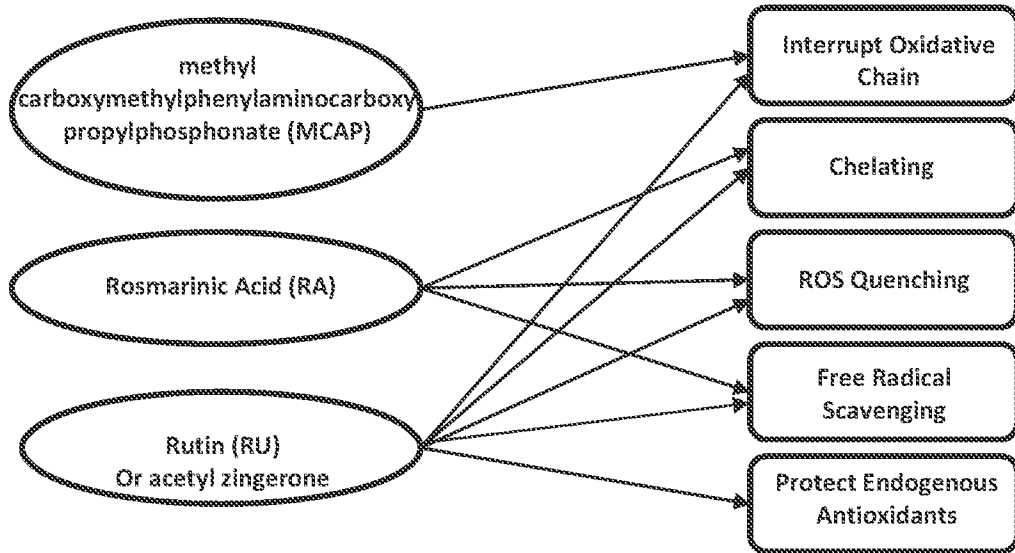 methyl
carboxymethylphenylaminocarboxy
propylphosphonate (MCAP)
Rosmarinic Acid (RA)
Rutin (RU)
Or acetyl zingerone
Interrupt Oxidative
Chain
Chelating
ROS Quenching
Free Radical
Scavenging
Protect Endogenous
Antioxidants